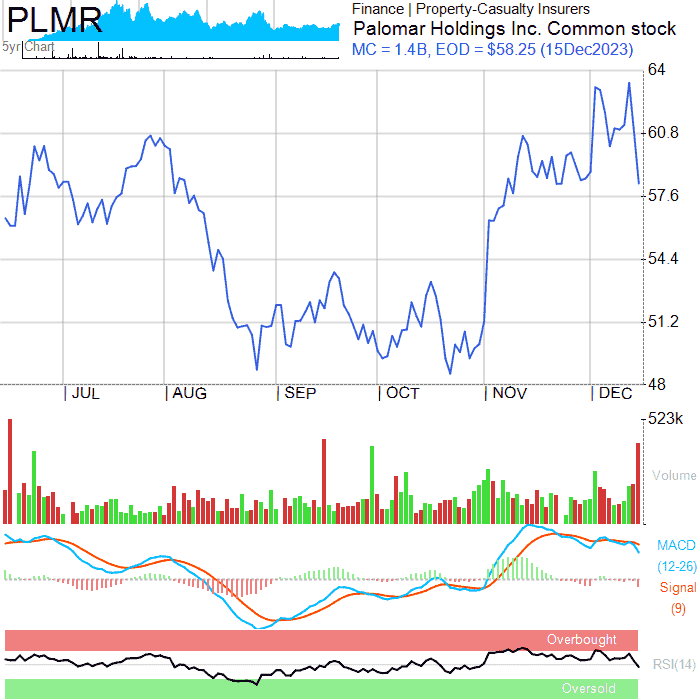 PLMR
5yr Chart
Finance | Property-Casualty Insurers
Palomar Holdings Inc. Common stock
MC = 1.4B, EOD = $58.25 (15Dec2023)
64
60.8
57.6
54.4
51.2
48
| JUL | AUG | SEP | OCT | NOV | DEC
523k
Volume
MACD
(12-26)
Signal
(9)
Overbought
RSI(14)
Oversold